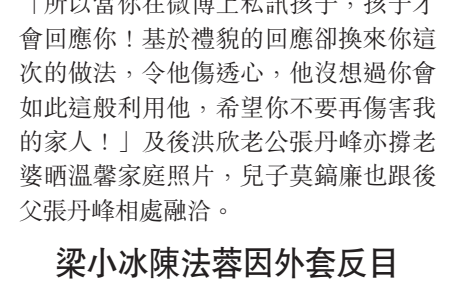 「所以當你在微博上私訊孩子，孩子才
會回應你！基於禮貌的回應卻換來你這
次的做法，令他傷透心，他沒想過你會
如此這般利用他，希望你不要再傷害我
的家人！」及後洪欣老公張丹峰亦撐老
婆晒溫馨家庭照片，兒子莫鎬廉也跟後
父張丹峰相處融洽。
梁小冰陳法蓉因外套反目